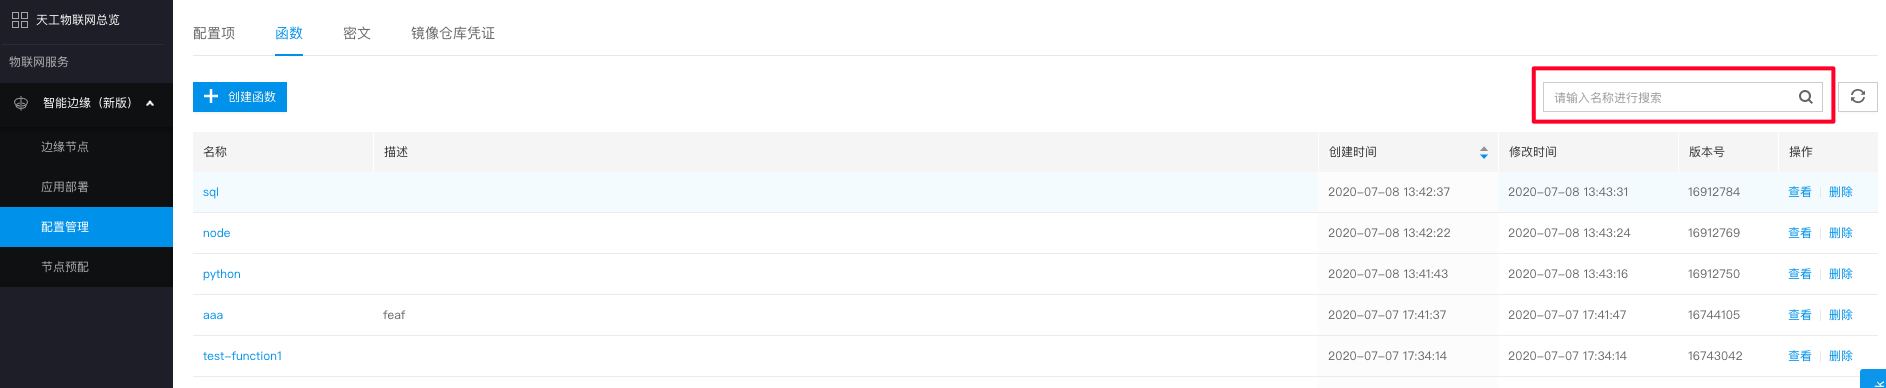 天工物联网总览
物联网服务
智能边缘（新版）
边缘节点
应用部署
配置管理
节点预配
配置项 函数 密文 镜像仓库凭证
创建函数
请输入名称进行搜索
名称 描述 创建时间 修改时间 版本号 操作
sql 2020-07-08 13:42:37 2020-07-08 13:43:31 16912784 查看 删除
node 2020-07-08 13:42:22 2020-07-08 13:43:24 16912769 查看 删除
python 2020-07-08 13:41:43 2020-07-08 13:43:16 16912750 查看 删除
aaa feaf 2020-07-07 17:41:37 2020-07-07 17:41:47 16744105 查看 删除
test-function1 2020-07-07 17:34:14 2020-07-07 17:34:14 16743042 查看 删除